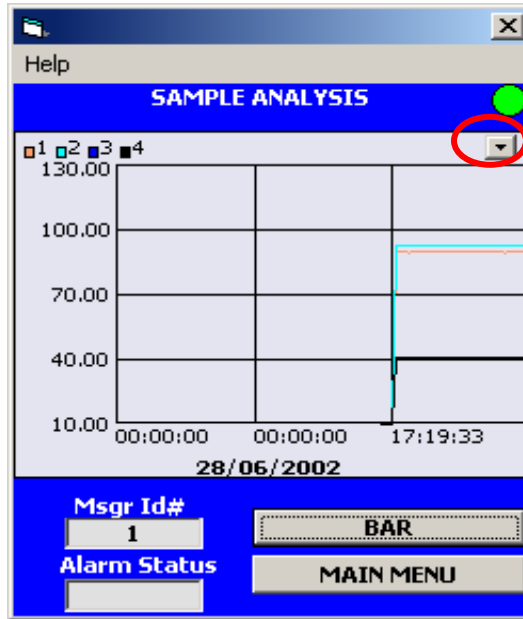 Help
SAMPLE ANALYSIS
1 2 3 4
130.00
100.00
70.00
40.00
10.00
00:00:00 00:00:00 17:19:33
28/06/2002
Msgr Id#
1
BAR
Alarm Status
MAIN MENU